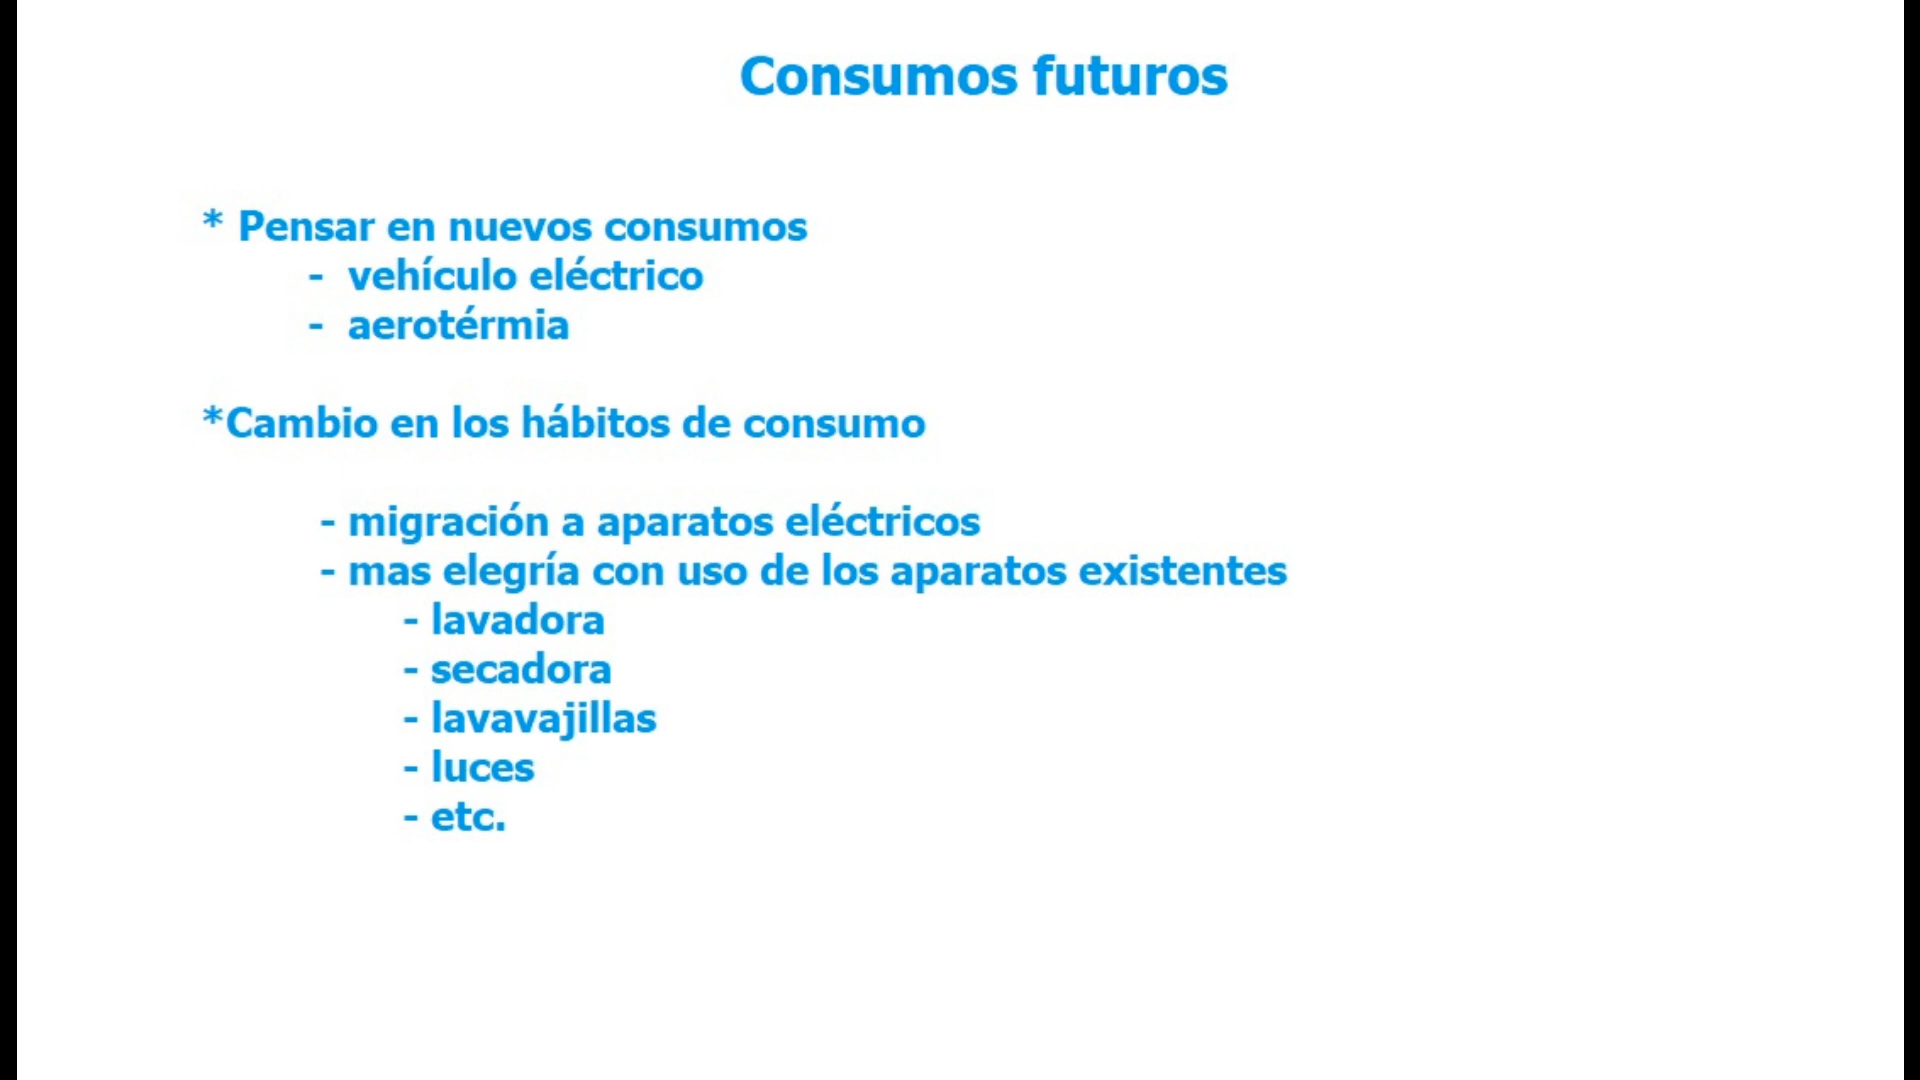 Consumos futuros
* Pensar en nuevos consumos
- vehículo eléctrico
- aerotérmia
*Cambio en los hábitos de consumo
- migración a aparatos eléctricos
- mas elegría con uso de los aparatos existentes
- lavadora
- secadora
- lavavajillas
- luces
- etc.